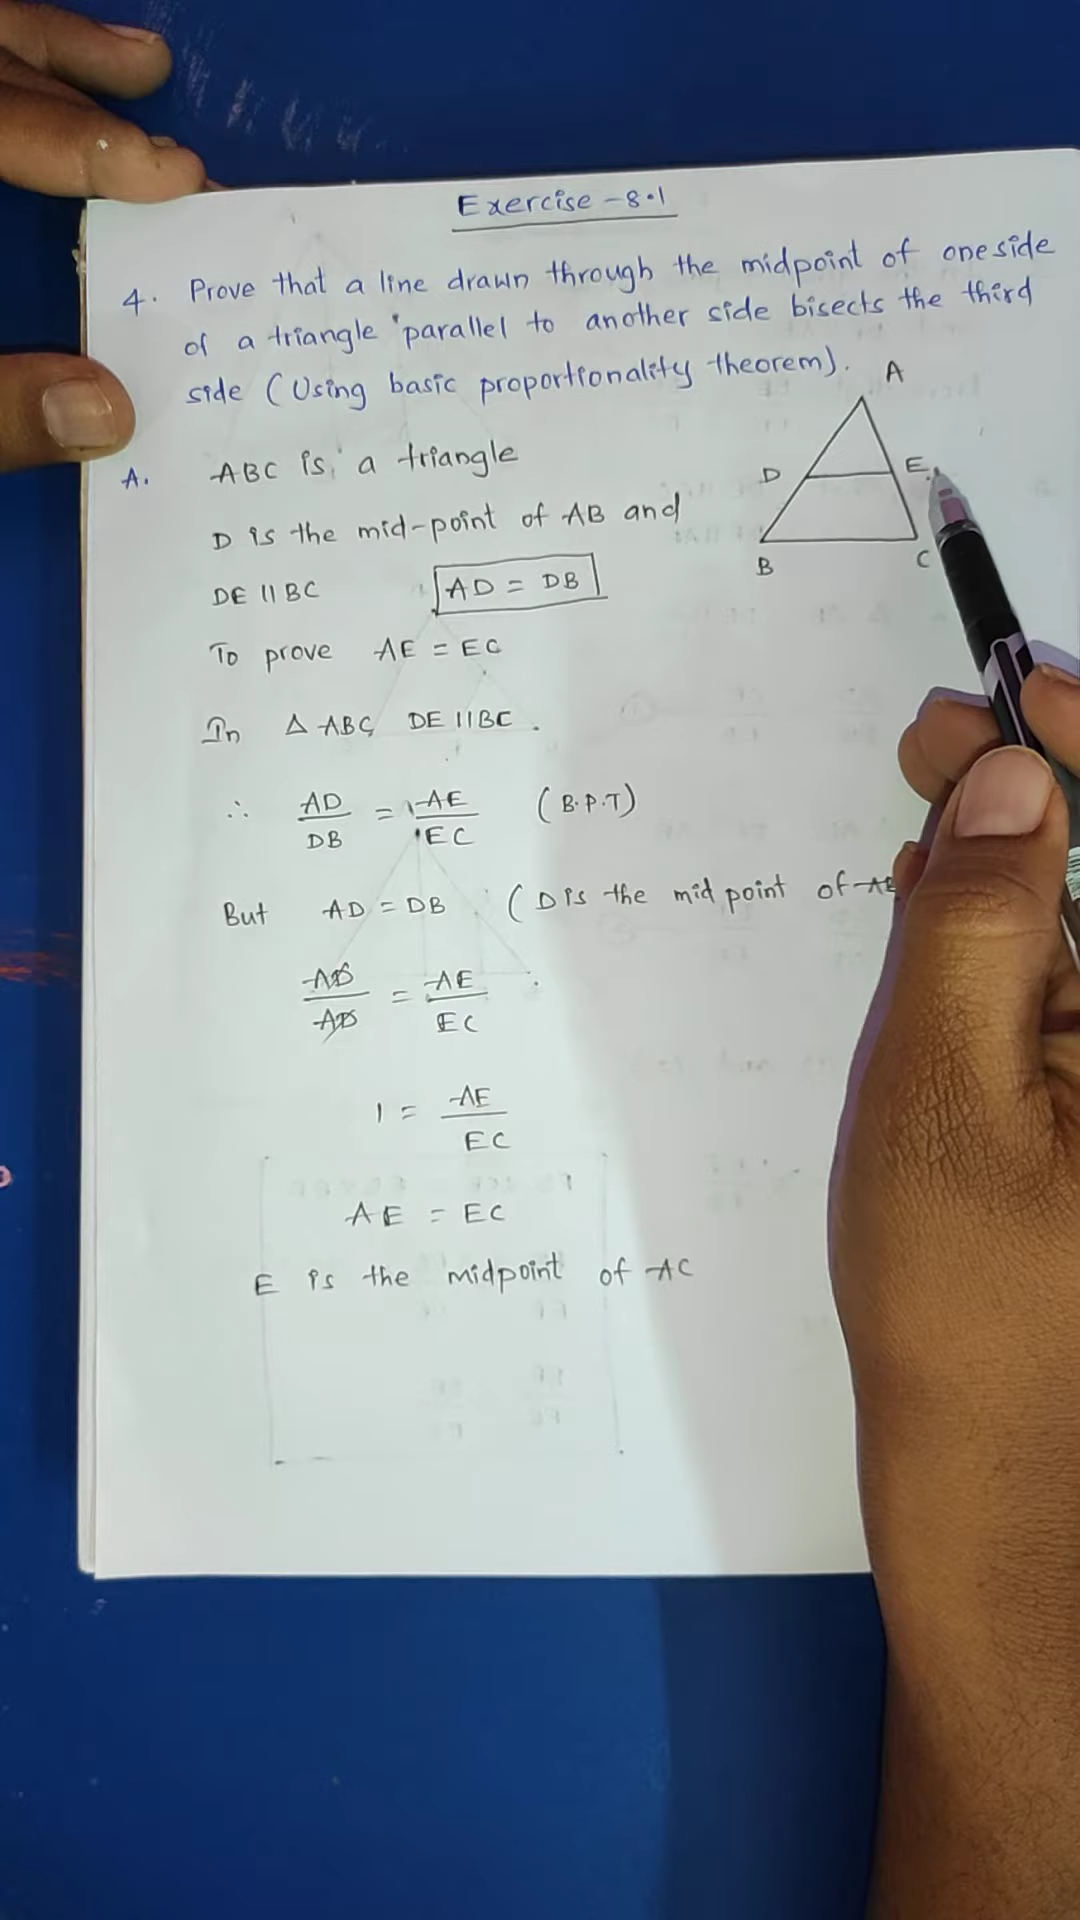 Exercise - 8.1
4. Prove that a line drawn through the midpoint of one side
of a triangle parallel to another side bisects the third
side (Using basic proportionality theorem).
A
D
E
B
C
A. ABC is a triangle
D is the mid-point of AB and
DE || BC
AD = DB
To prove AE = EC
In △ ABC, DE || BC.
∴ AD/DB = AE/EC (B.P.T)
But AD = DB (D is the mid point of
AD/AD = AE/EC
1 = AE/EC
AE = EC
E is the midpoint of AC